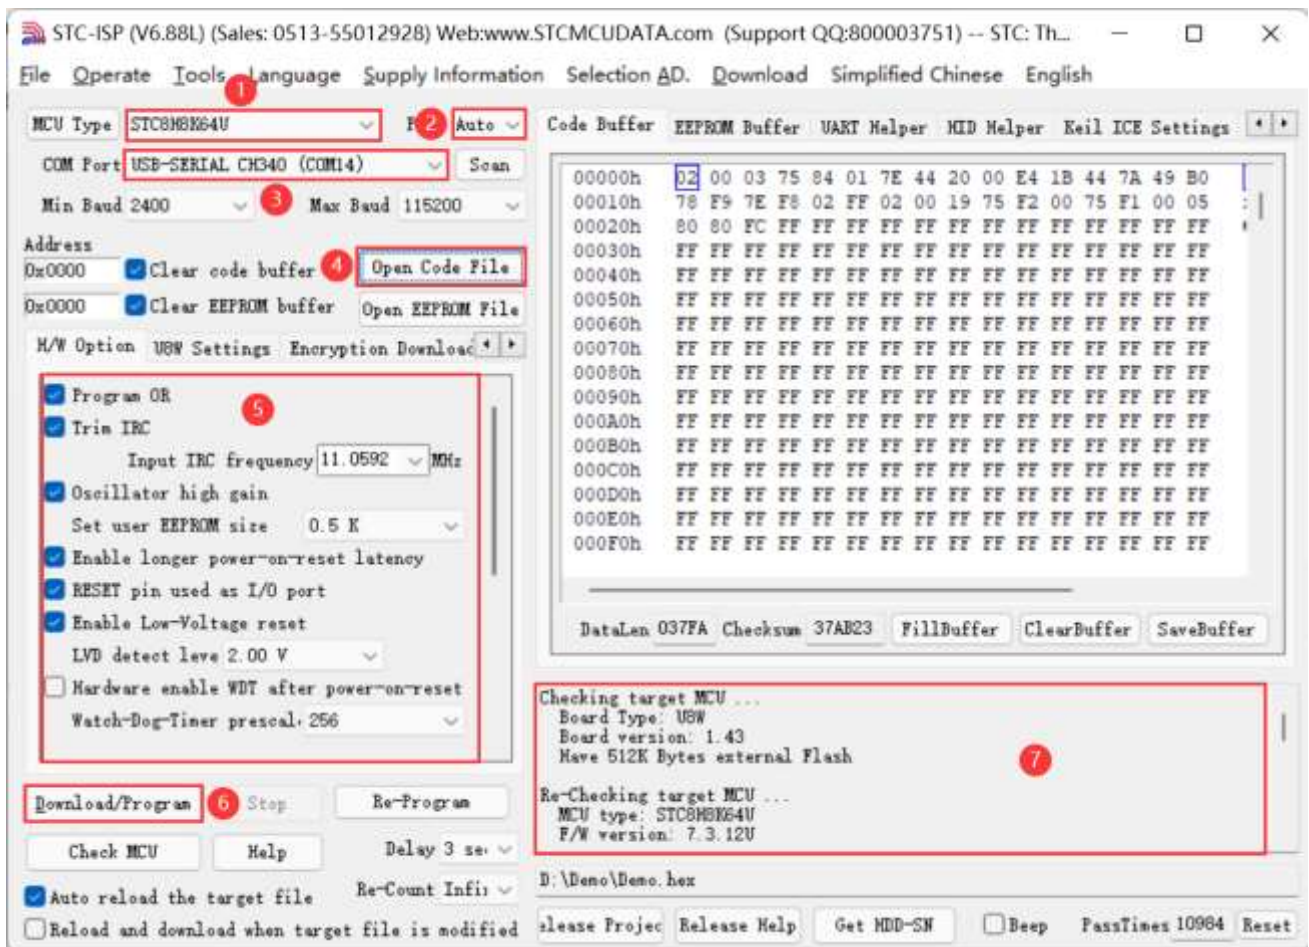 STC-ISP (V6.88L) (Sales: 0513-55012928) Web:www.STCMCUDATA.com (Support QQ:800003751) -- STC: Th...
File Operate Tools Language Supply Information Selection AD. Download Simplified Chinese English
1
MCU Type STC8H8K64U 2 Auto
COM Port USB-SERIAL CH340 (COM14) Scan
Min Baud 2400 3 Max Baud 115200
Address
0x0000 Clear code buffer 4 Open Code File
0x0000 Clear EEPROM buffer Open EEPROM File
H/W Option U8W Settings Encryption Download
Program OR
5
Trim IRC
Input IRC frequency 11.0592 MHz
Oscillator high gain
Set user EEPROM size 0.5 K
Enable longer power-on-reset latency
RESET pin used as I/O port
Enable Low-Voltage reset
LVD detect leve 2.00 V
Hardware enable WDT after power-on-reset
Watch-Dog-Timer prescal 256
Download/Program 6 Stop Re-Program
Check MCU Help Delay 3 se
Auto reload the target file Re-Count Infi
Reload and download when target file is modified
Code Buffer EEPROM Buffer UART Helper HID Helper Keil ICE Settings
00000h 02 00 03 75 84 01 7E 44 20 00 E4 1B 44 7A 49 B0
00010h 78 F9 7E F8 02 FF 02 00 19 75 F2 00 75 F1 00 05
00020h 80 80 FC FF FF FF FF FF FF FF FF FF FF FF FF FF
00030h FF FF FF FF FF FF FF FF FF FF FF FF FF FF FF FF
00040h FF FF FF FF FF FF FF FF FF FF FF FF FF FF FF FF
00050h FF FF FF FF FF FF FF FF FF FF FF FF FF FF FF FF
00060h FF FF FF FF FF FF FF FF FF FF FF FF FF FF FF FF
00070h FF FF FF FF FF FF FF FF FF FF FF FF FF FF FF FF
00080h FF FF FF FF FF FF FF FF FF FF FF FF FF FF FF FF
00090h FF FF FF FF FF FF FF FF FF FF FF FF FF FF FF FF
000A0h FF FF FF FF FF FF FF FF FF FF FF FF FF FF FF FF
000B0h FF FF FF FF FF FF FF FF FF FF FF FF FF FF FF FF
000C0h FF FF FF FF FF FF FF FF FF FF FF FF FF FF FF FF
000D0h FF FF FF FF FF FF FF FF FF FF FF FF FF FF FF FF
000E0h FF FF FF FF FF FF FF FF FF FF FF FF FF FF FF FF
000F0h FF FF FF FF FF FF FF FF FF FF FF FF FF FF FF FF
DataLen 037FA Checksum 37AB23 FillBuffer ClearBuffer SaveBuffer
Checking target MCU ...
Board Type: U8W
Board version: 1.43
Have 512K Bytes external Flash
7
Re-Checking target MCU ...
MCU type: STC8H8K64U
F/W version: 7.3.12U
D:\Demo\Demo.hex
elease Projec Release Help Get HDD-SN Beep PassTimes 10984 Reset